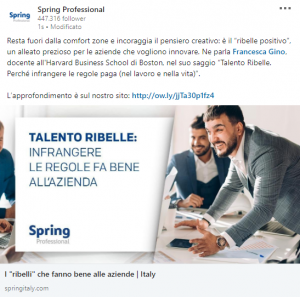 Spring Professional
447.316 follower
1s • Modificato
Resta fuori dalla comfort zone e incoraggia il pensiero creativo: è il "ribelle positivo",
un alleato prezioso per le aziende che vogliono innovare. Ne parla Francesca Gino,
docente all'Harvard Business School di Boston, nel suo saggio "Talento Ribelle.
Perché infrangere le regole paga (nel lavoro e nella vita)".
L'approfondimento è sul nostro sito: http://ow.ly/jjTa30p1fz4
TALENTO RIBELLE:
INFRANGERE
LE REGOLE FA BENE
ALL'AZIENDA
Spring
Professional
I "ribelli" che fanno bene alle aziende | Italy
springitaly.com